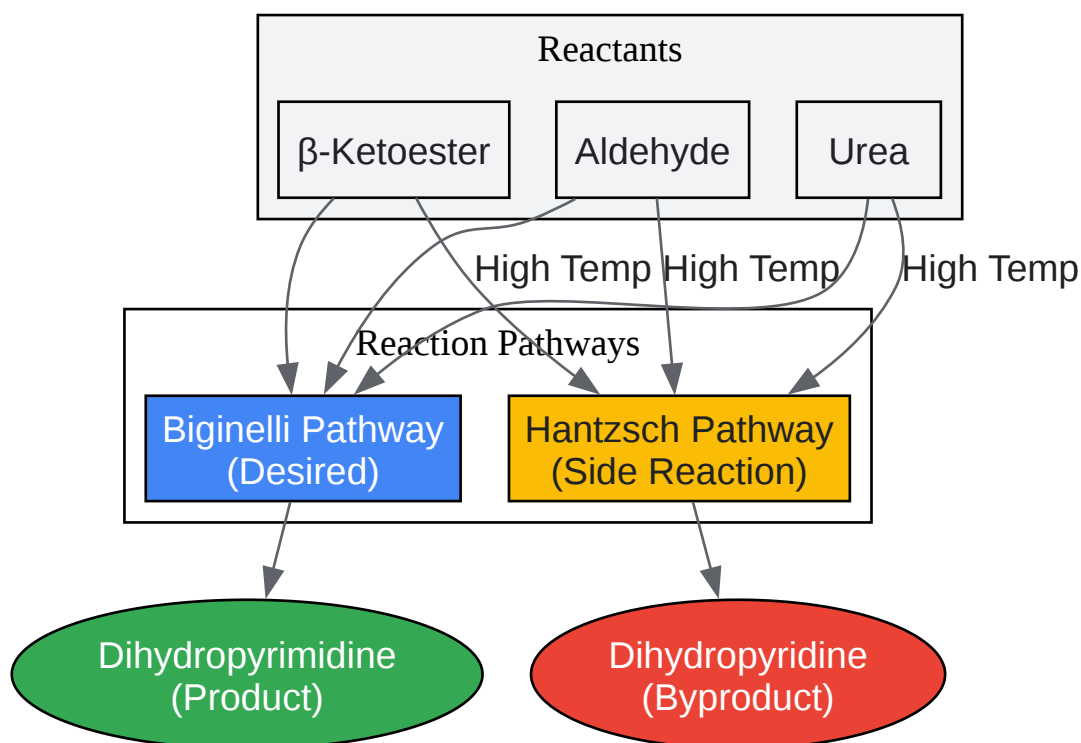 Reactants
β-Ketoester
Aldehyde
Urea
High Temp
High Temp
High Temp
Reaction Pathways
Biginelli Pathway
(Desired)
Hantzsch Pathway
(Side Reaction)
Dihydropyrimidine
(Product)
Dihydropyridine
(Byproduct)